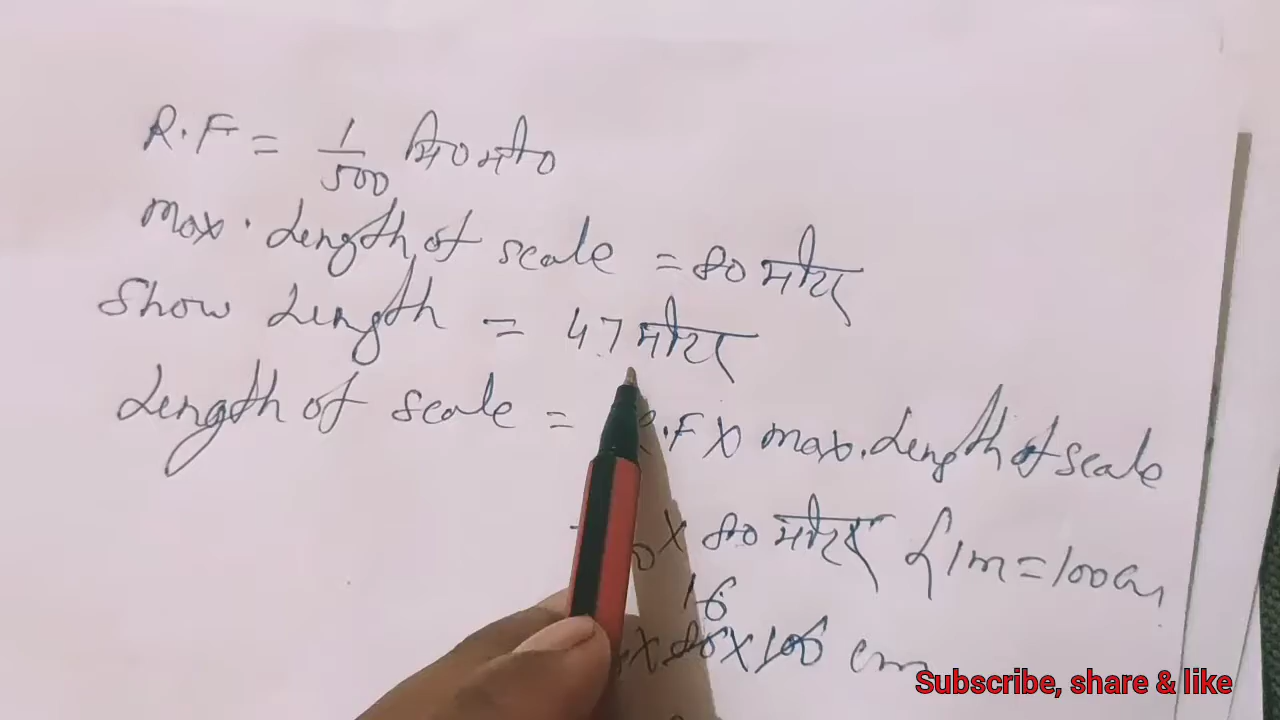 R.F = 1/500 मि०मी०
max. Length of scale = 80 मीटर
Show Length = 47 मीटर
Length of scale = R.F X max. Length of scale
X 80 मीटर { 1m = 100cm
16
X 80 X 100 cm
Subscribe, share & like